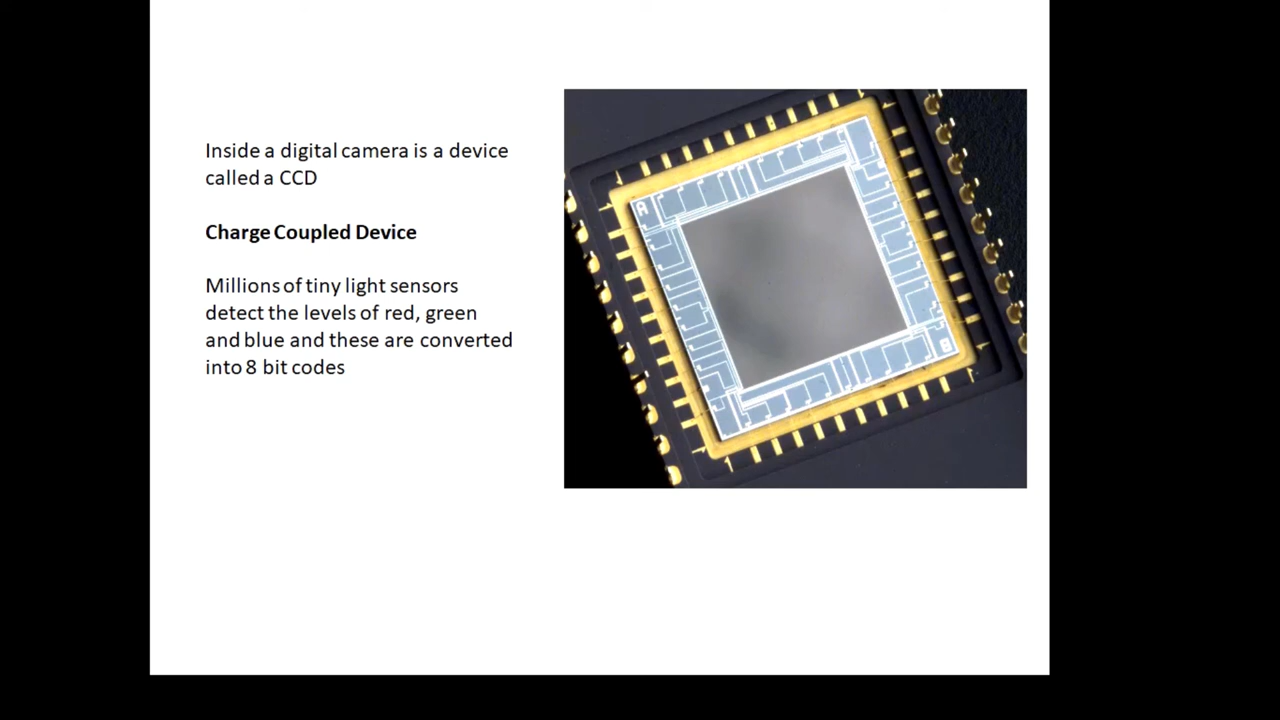 Inside a digital camera is a device
called a CCD
Charge Coupled Device
Millions of tiny light sensors
detect the levels of red, green
and blue and these are converted
into 8 bit codes
A
B